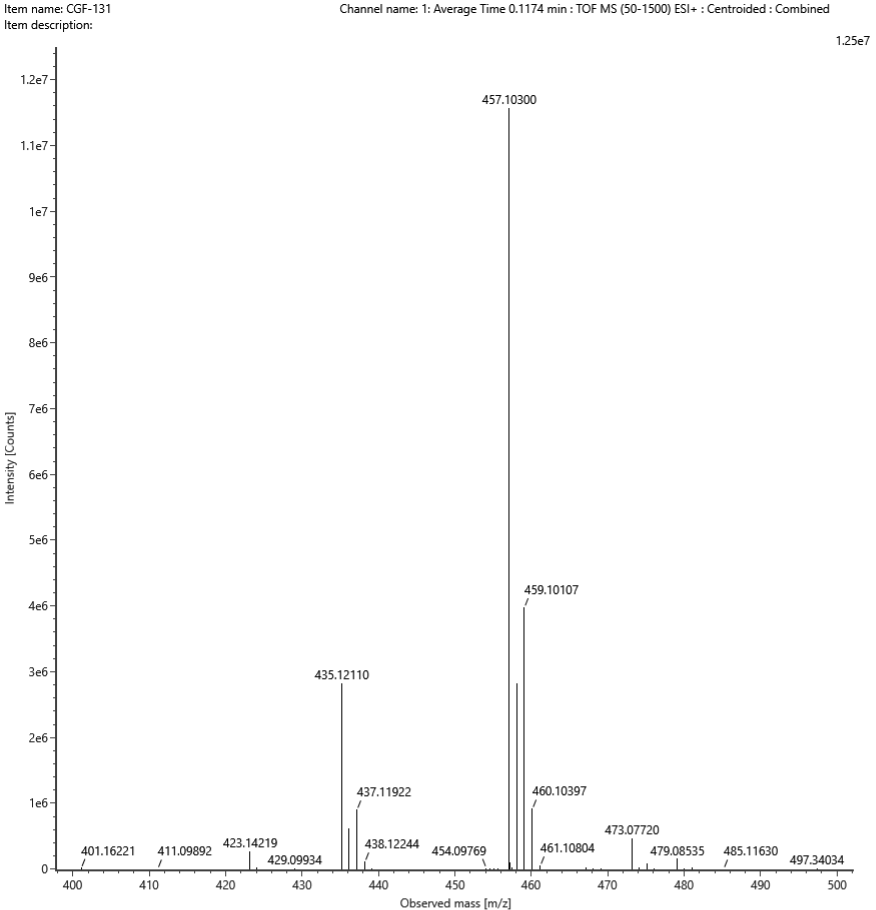 Item name: CGF-131
Channel name: 1: Average Time 0.1174 min : TOF MS (50-1500) ESI+ : Centroided : Combined
Item description:
1.25e7
1.2e7
457.10300
1.1e7
1e7
9e6
8e6
7e6
Intensity [Counts]
6e6
5e6
459.10107
4e6
3e6
435.12110
2e6
437.11922
460.10397
1e6
473.07720
423.14219
438.12244
461.10804
401.16221
411.09892
454.09769
479.08535
485.11630
429.09934
497.34034
0
400 410 420 430 440 450 460 470 480 490 500
Observed mass [m/z]